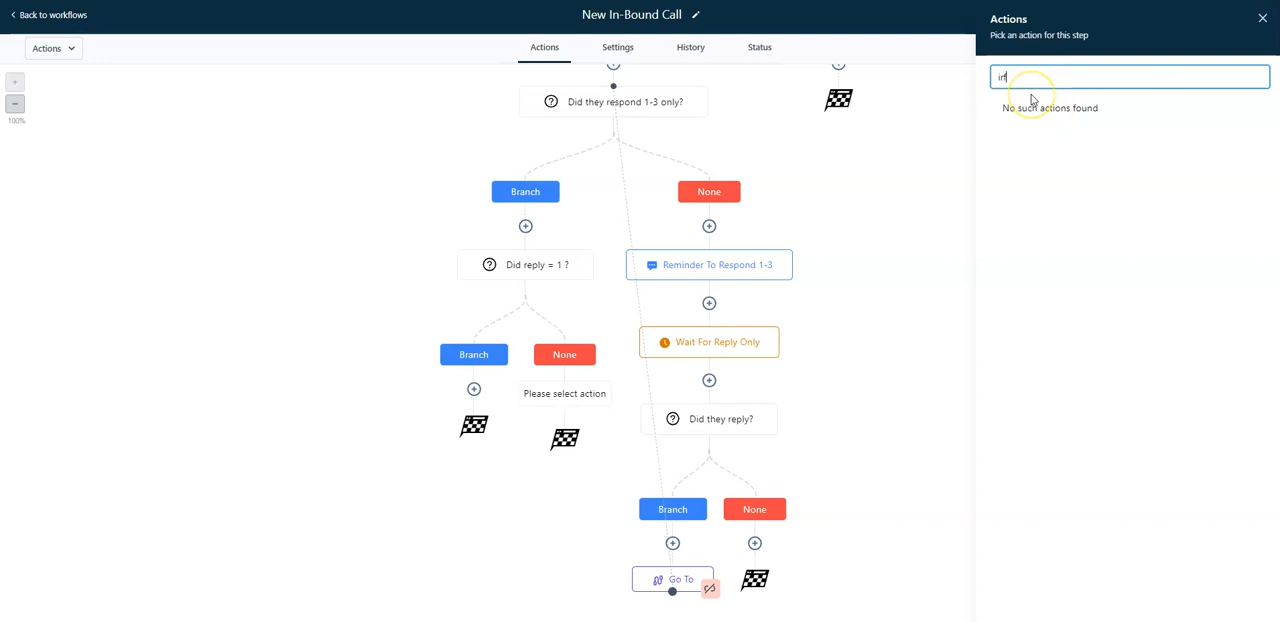 Back to workflows
New In-Bound Call
Actions
Pick an action for this step
Actions
Actions
Settings
History
Status
irf
No such actions found
100%
Did they respond 1-3 only?
Branch
None
Did reply = 1 ?
Reminder To Respond 1-3
Wait For Reply Only
Branch
None
Please select action
Did they reply?
Branch
None
Go To